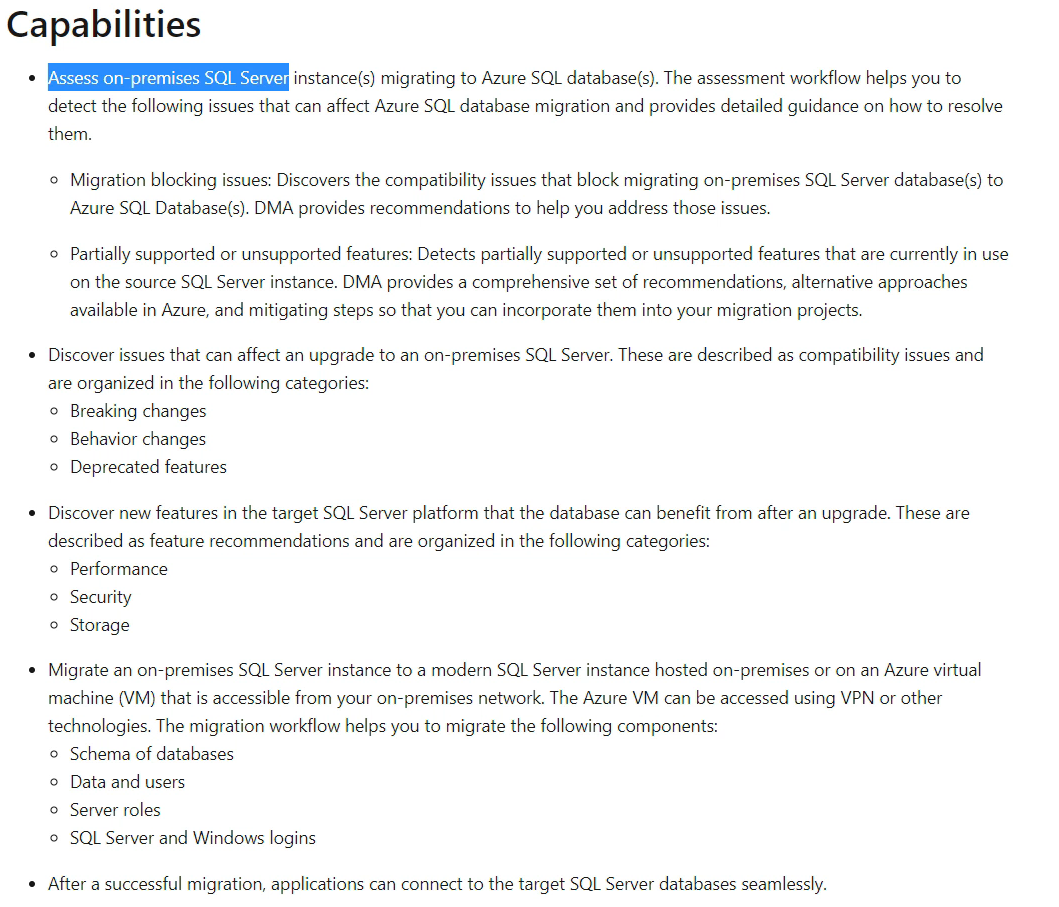 Capabilities
Assess on-premises SQL Server instance(s) migrating to Azure SQL database(s). The assessment workflow helps you to
detect the following issues that can affect Azure SQL database migration and provides detailed guidance on how to resolve
them.
Migration blocking issues: Discovers the compatibility issues that block migrating on-premises SQL Server database(s) to
Azure SQL Database(s). DMA provides recommendations to help you address those issues.
Partially supported or unsupported features: Detects partially supported or unsupported features that are currently in use
on the source SQL Server instance. DMA provides a comprehensive set of recommendations, alternative approaches
available in Azure, and mitigating steps so that you can incorporate them into your migration projects.
Discover issues that can affect an upgrade to an on-premises SQL Server. These are described as compatibility issues and
are organized in the following categories:
Breaking changes
Behavior changes
Deprecated features
Discover new features in the target SQL Server platform that the database can benefit from after an upgrade. These are
described as feature recommendations and are organized in the following categories:
Performance
Security
Storage
Migrate an on-premises SQL Server instance to a modern SQL Server instance hosted on-premises or on an Azure virtual
machine (VM) that is accessible from your on-premises network. The Azure VM can be accessed using VPN or other
technologies. The migration workflow helps you to migrate the following components:
Schema of databases
Data and users
Server roles
SQL Server and Windows logins
After a successful migration, applications can connect to the target SQL Server databases seamlessly.